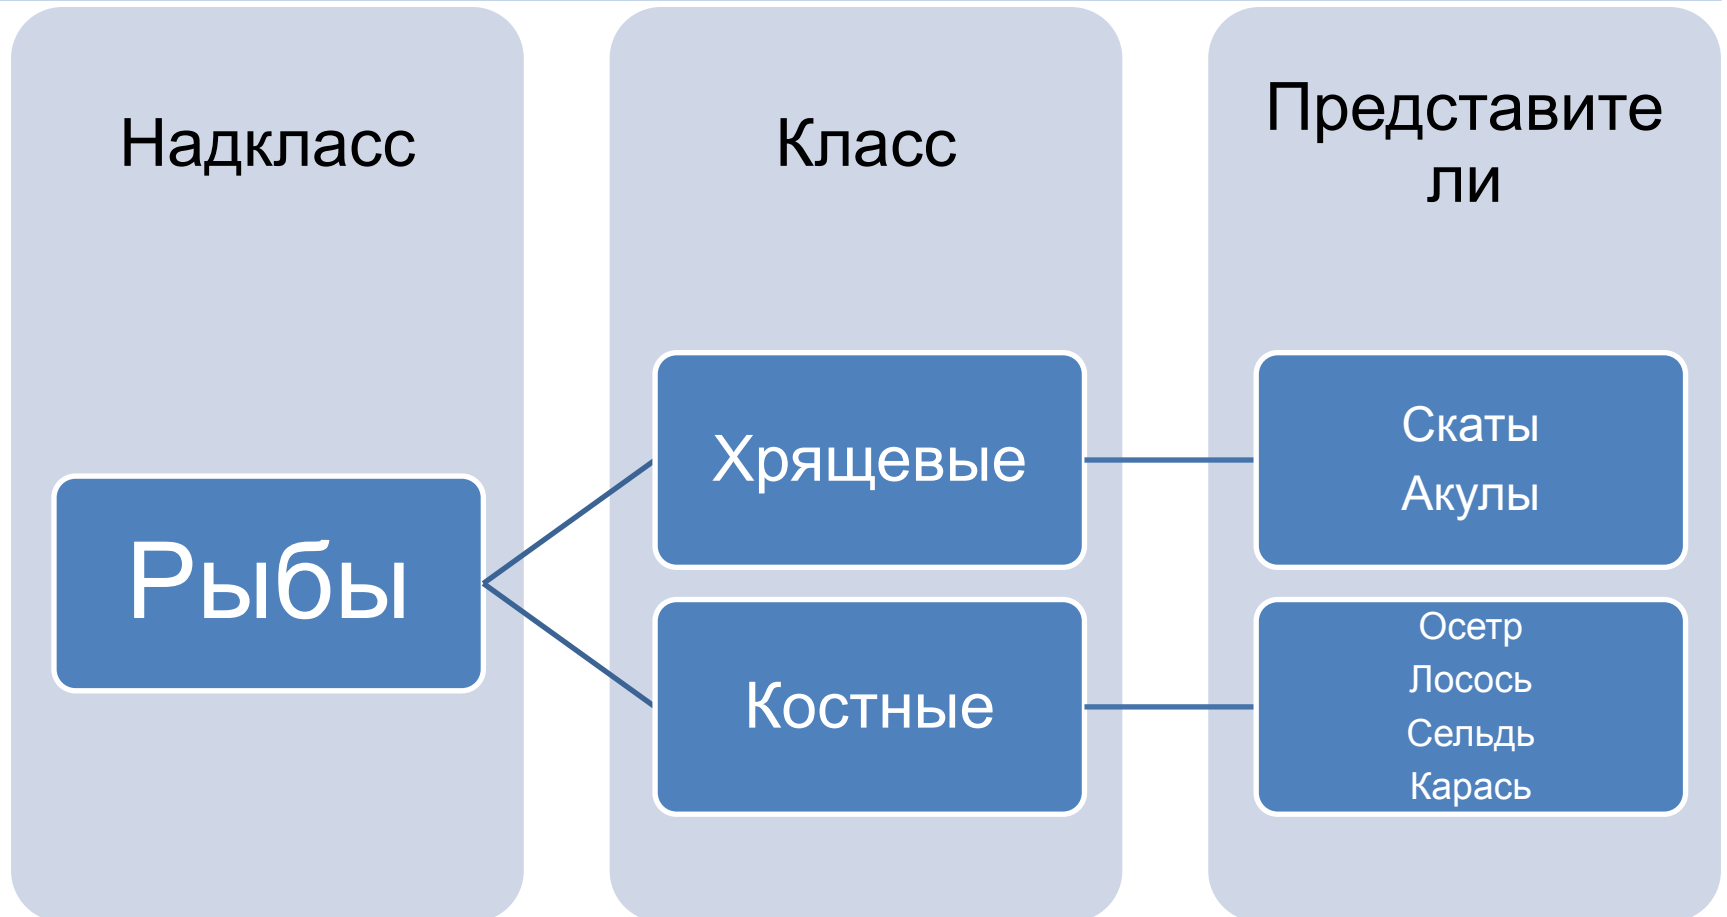 Надкласс
Класс
Представите
ли
Рыбы
Хрящевые
Скаты
Акулы
Костные
Осетр
Лосось
Сельдь
Карась